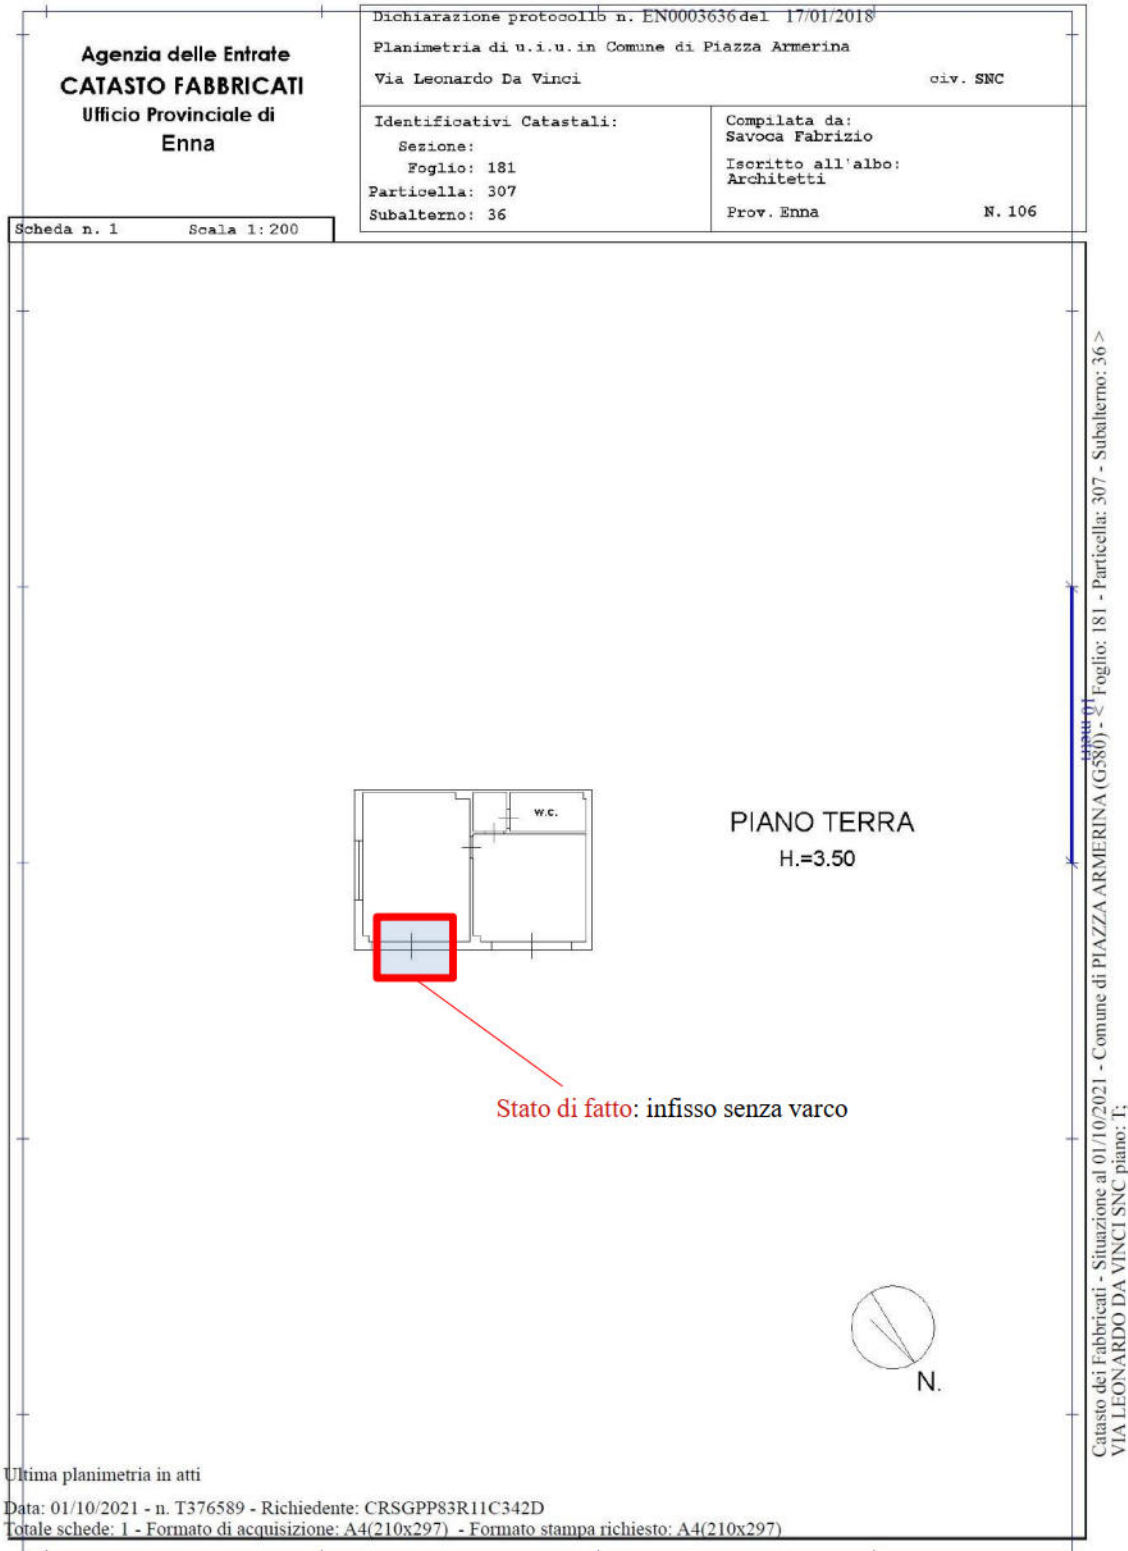 Agenzia delle Entrate
CATASTO FABBRICATI
Ufficio Provinciale di
Enna
Dichiarazione protocollo n. EN0003636 del 17/01/2018
Planimetria di u.i.u. in Comune di Piazza Armerina
Via Leonardo Da Vinci civ. SNC
Identificativi Catastali:
Sezione:
Foglio: 181
Particella: 307
Subalterno: 36
Compilata da:
Savoca Fabrizio
Iscritto all'albo:
Architetti
Prov. Enna N. 106
Scheda n. 1 Scala 1:200
W.C.
PIANO TERRA
H.=3.50
Stato di fatto: infisso senza varco
N.
10 metri
Catasto dei Fabbricati - Situazione al 01/10/2021 - Comune di PIAZZA ARMERINA (G580) - < Foglio: 181 - Particella: 307 - Subalterno: 36 >
VIA LEONARDO DA VINCI SNC piano: T;
Ultima planimetria in atti
Data: 01/10/2021 - n. T376589 - Richiedente: CRSGPP83R11C342D
Totale schede: 1 - Formato di acquisizione: A4(210x297) - Formato stampa richiesto: A4(210x297)